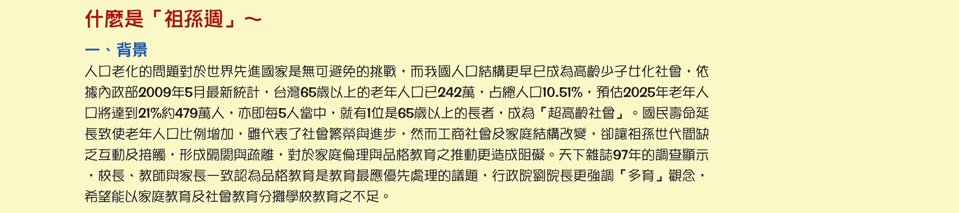 什麼是「祖孫週」～
一、背景
人口老化的問題對於世界先進國家是無可避免的挑戰，而我國人口結構更早已成為高齡少子女化社會，依
據內政部2009年5月最新統計，台灣65歲以上的老年人口已242萬，占總人口10.51%，預估2025年老年人
口將達到21%約479萬人，亦即每5人當中，就有1位是65歲以上的長者，成為「超高齡社會」。國民壽命延
長致使老年人口比例增加，雖代表了社會繁榮與進步，然而工商社會及家庭結構改變，卻讓祖孫世代間缺
乏互動及接觸，形成隔閡與疏離，對於家庭倫理與品格教育之推動更造成阻礙。天下雜誌97年的調查顯示
，校長、教師與家長一致認為品格教育是教育最應優先處理的議題，行政院劉院長更強調「多育」觀念，
希望能以家庭教育及社會教育分攤學校教育之不足。